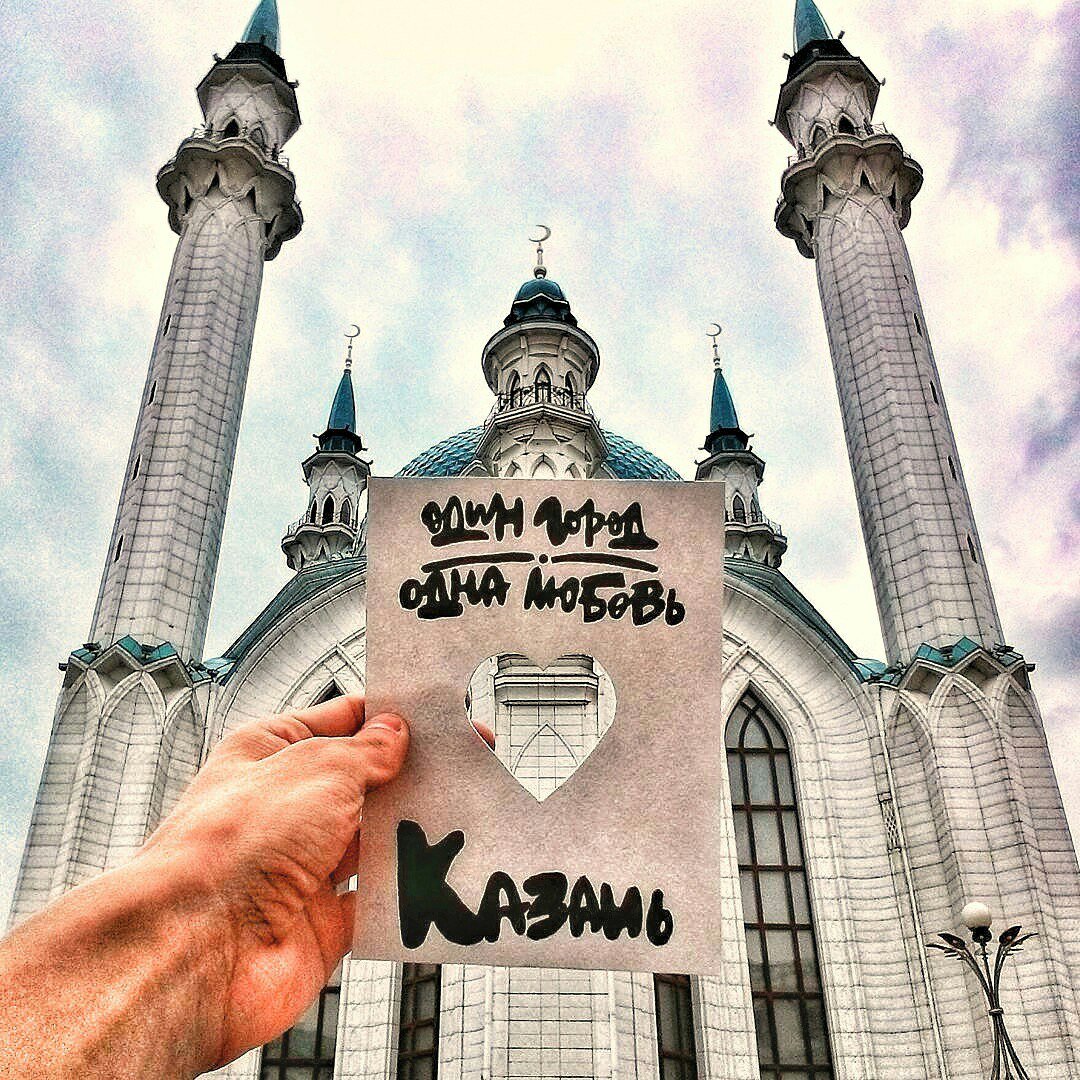 один город
одна любовь
Казань